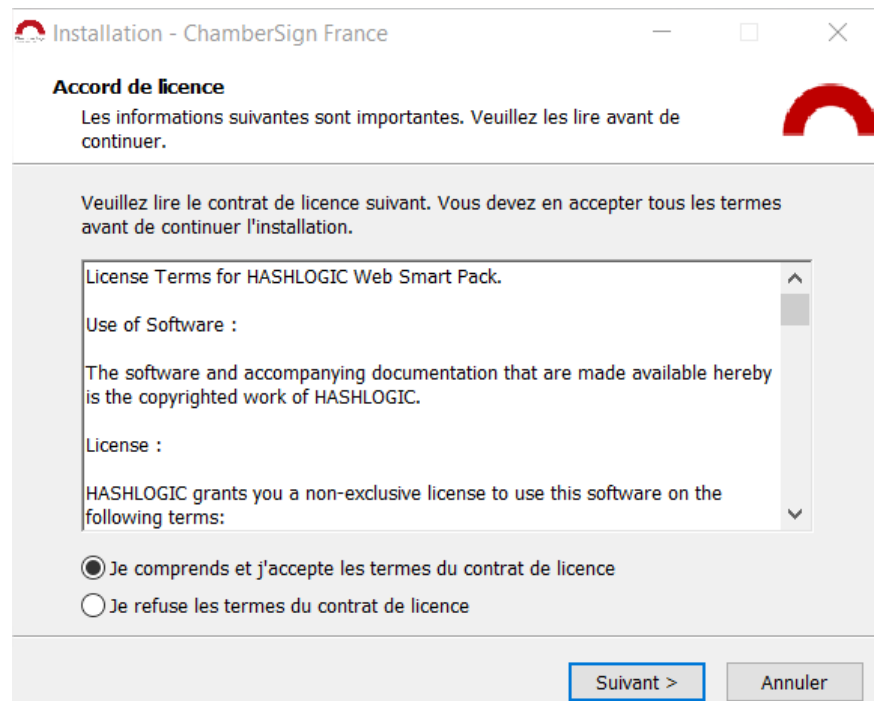 Installation - ChamberSign France
Accord de licence
Les informations suivantes sont importantes. Veuillez les lire avant de
continuer.
Veuillez lire le contrat de licence suivant. Vous devez en accepter tous les termes
avant de continuer l'installation.
License Terms for HASHLOGIC Web Smart Pack.
Use of Software :
The software and accompanying documentation that are made available hereby
is the copyrighted work of HASHLOGIC.
License :
HASHLOGIC grants you a non-exclusive license to use this software on the
following terms:
Je comprends et j'accepte les termes du contrat de licence
Je refuse les termes du contrat de licence
Suivant >
Annuler